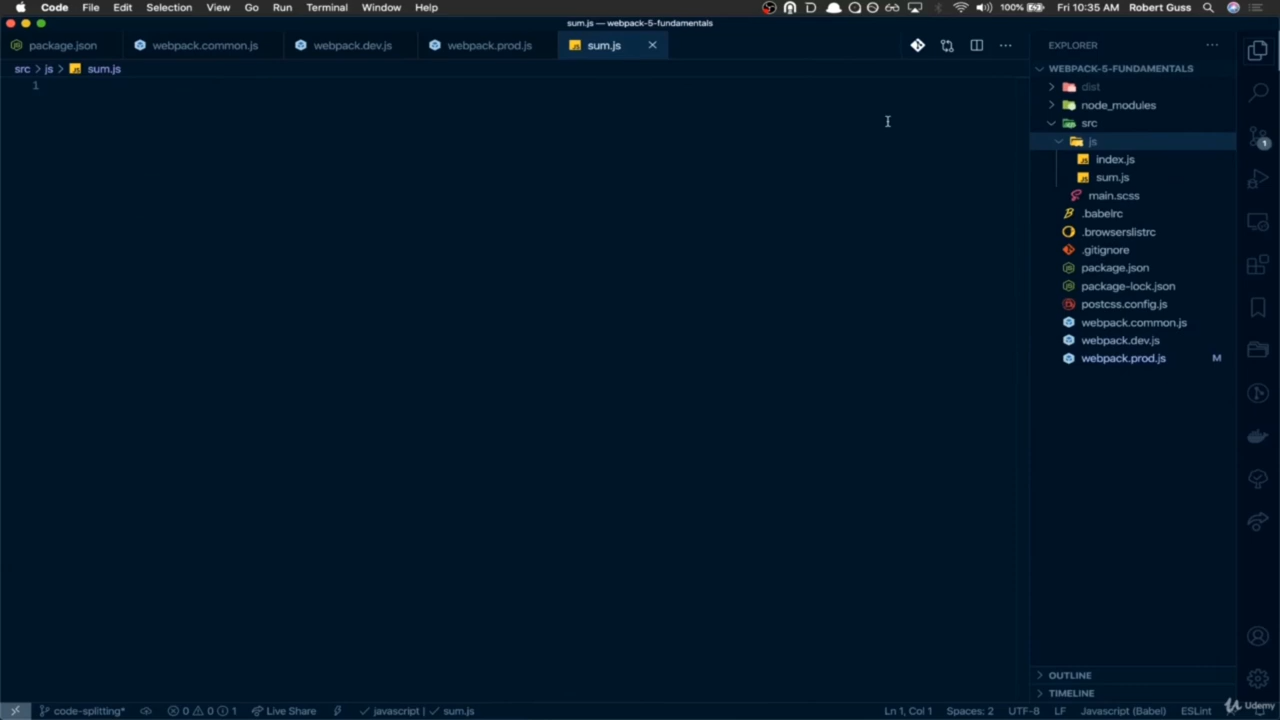 Code File Edit Selection View Go Run Terminal Window Help 100% Fri 10:35 AM Robert Guss
sum.js — webpack-5-fundamentals
package.json webpack.common.js webpack.dev.js webpack.prod.js sum.js
EXPLORER
src > js > sum.js
WEBPACK-5-FUNDAMENTALS
1
dist
node_modules
src
js
index.js
sum.js
main.scss
.babelrc
.browserslistrc
.gitignore
package.json
package-lock.json
postcss.config.js
webpack.common.js
webpack.dev.js
webpack.prod.js M
1
OUTLINE
TIMELINE
code-splitting* 0 0 1 Live Share javascript | sum.js Ln 1, Col 1 Spaces: 2 UTF-8 LF Javascript (Babel) ESLint
Udemy